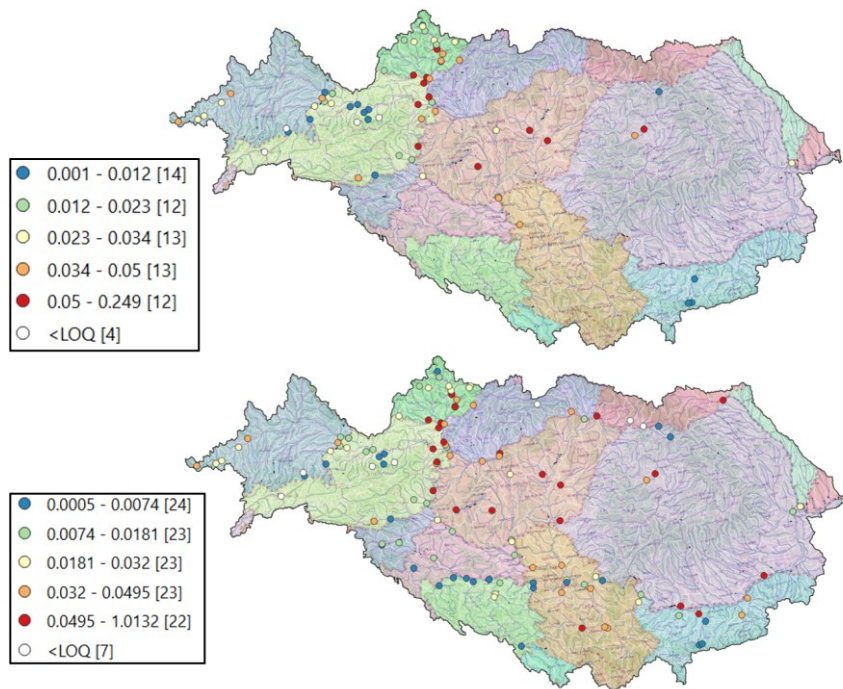 0.001 - 0.012 [14]
0.012 - 0.023 [12]
0.023 - 0.034 [13]
0.034 - 0.05 [13]
0.05 - 0.249 [12]
<LOQ [4]
0.0005 - 0.0074 [24]
0.0074 - 0.0181 [23]
0.0181 - 0.032 [23]
0.032 - 0.0495 [23]
0.0495 - 1.0132 [22]
<LOQ [7]